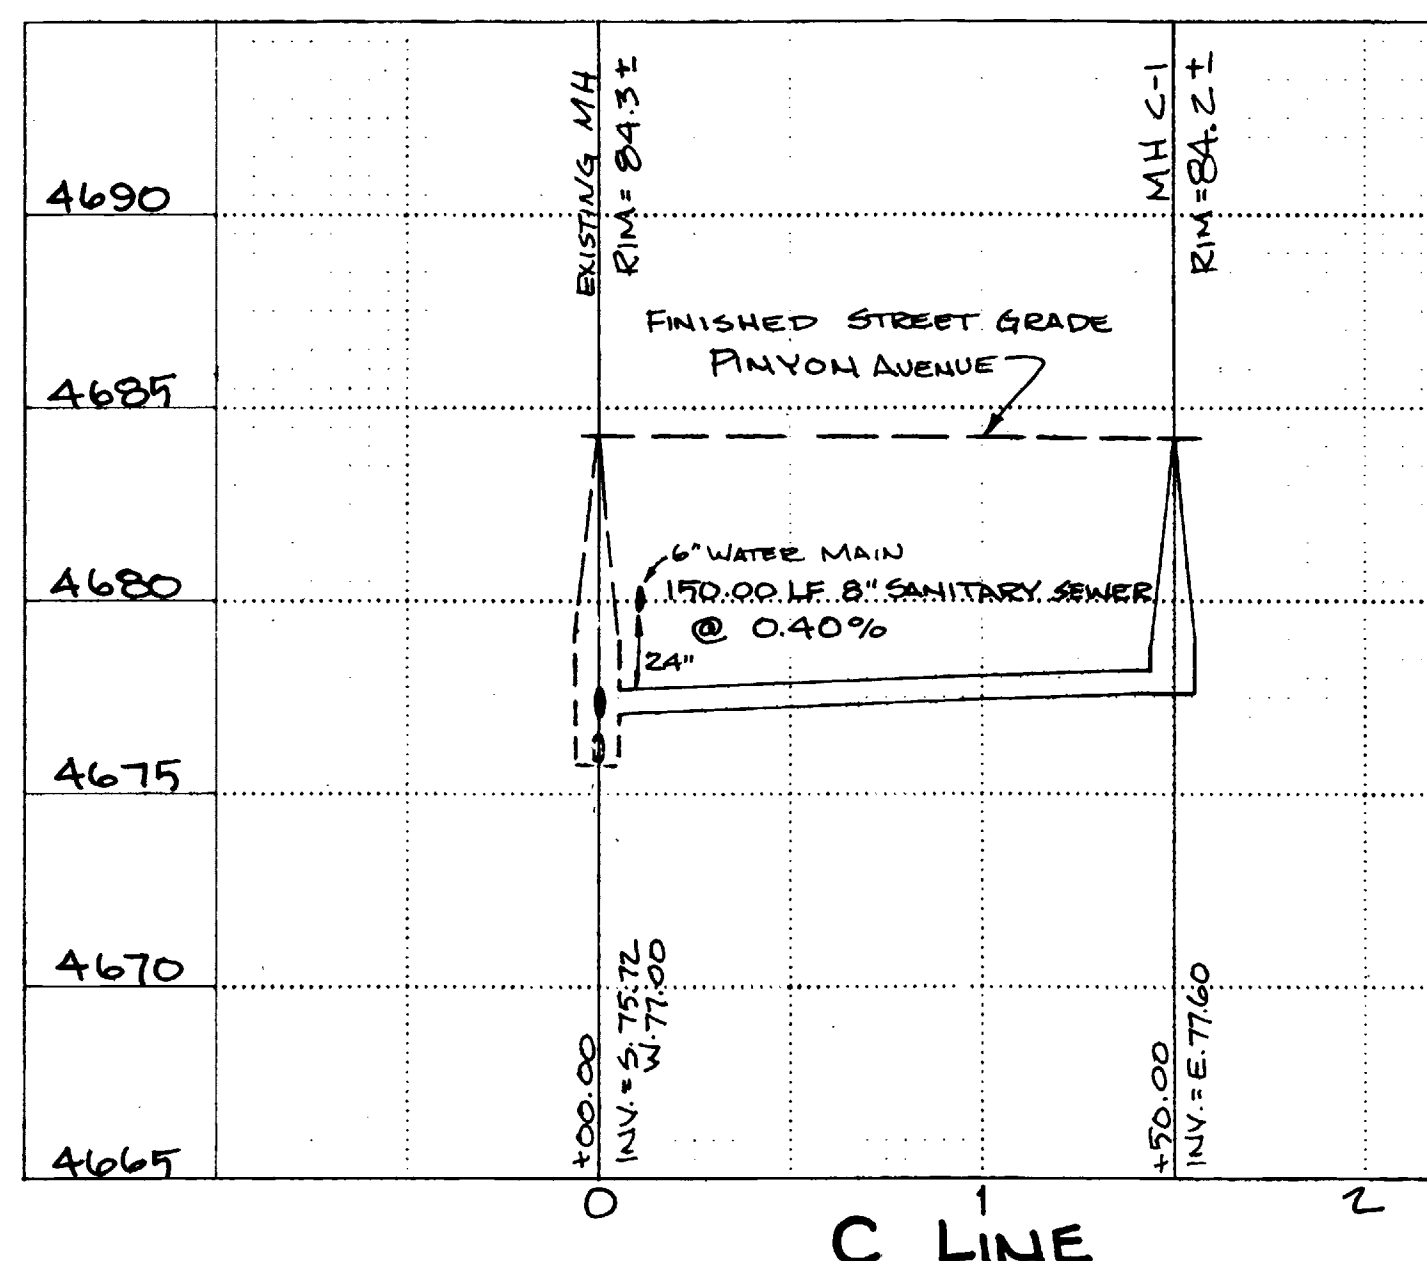 EXISTING MH
RIM = 84.3 ±
MH C-1
RIM = 84.2 ±
4690
FINISHED STREET GRADE
PINYON AVENUE
4685
6" WATER MAIN
4680
150.00 LF 8" SANITARY SEWER
@ 0.40%
24"
4675
4670
+00.00
INV. = S. 75.72
W. 77.00
+50.00
INV. = E. 77.60
4665
0
1
2
C LINE